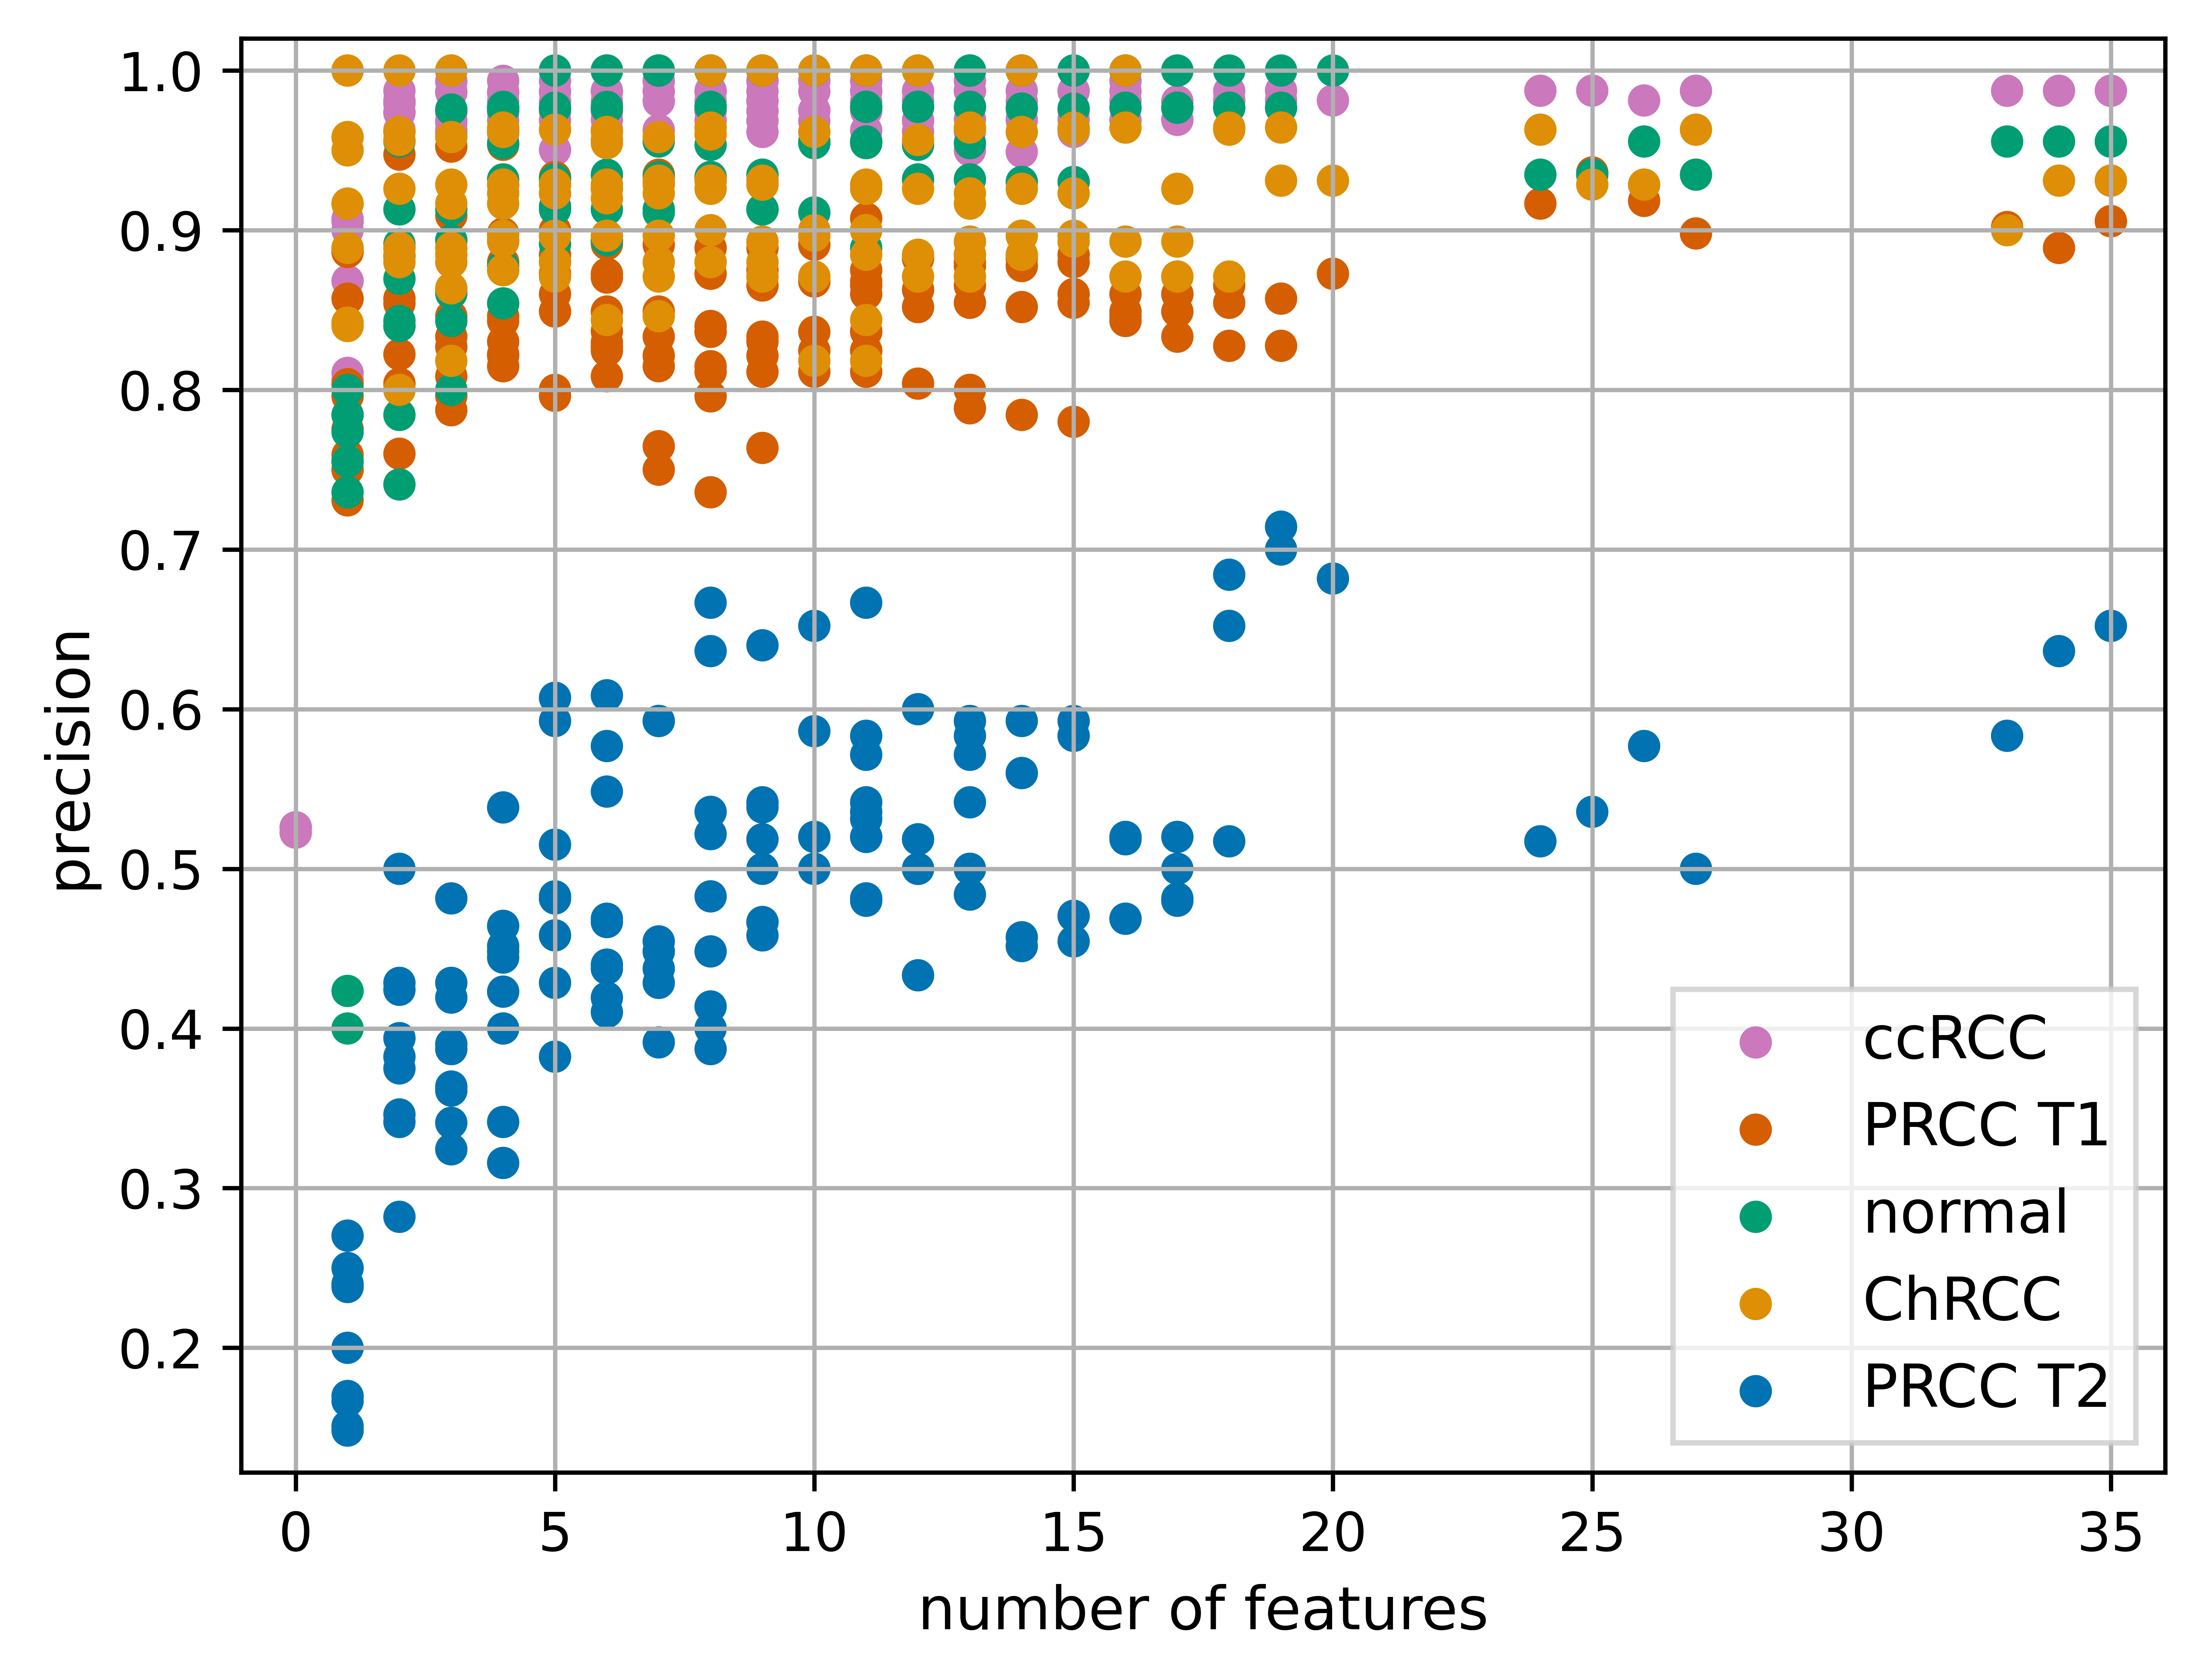 1.0
0.9
0.8
0.7
0.6
0.5
0.4
0.3
0.2
precision
0 5 10 15 20 25 30 35
number of features
ccRCC
PRCC T1
normal
ChRCC
PRCC T2